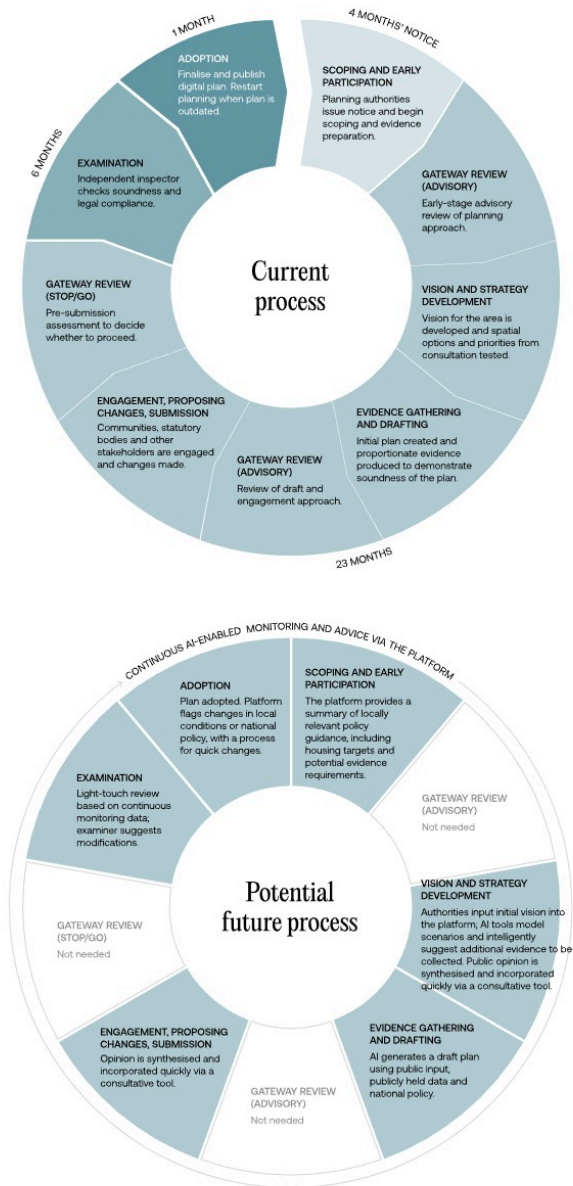 4 MONTHS' NOTICE
SCOPING AND EARLY
PARTICIPATION
Planning authorities
issue notice and begin
scoping and evidence
preparation.
GATEWAY REVIEW
(ADVISORY)
Early-stage advisory
review of planning
approach.
VISION AND STRATEGY
DEVELOPMENT
Vision for the area is
developed and spatial
options and priorities from
consultation tested.
EVIDENCE GATHERING
AND DRAFTING
Initial plan created and
proportionate evidence
produced to demonstrate
soundness of the plan.
23 MONTHS
GATEWAY REVIEW
(ADVISORY)
Review of draft and
engagement approach.
ENGAGEMENT, PROPOSING
CHANGES, SUBMISSION
Communities, statutory
bodies and other
stakeholders are engaged
and changes made.
GATEWAY REVIEW
(STOP/GO)
Pre-submission
assessment to decide
whether to proceed.
6 MONTHS
EXAMINATION
Independent inspector
checks soundness and
legal compliance.
1 MONTH
ADOPTION
Finalise and publish
digital plan. Restart
planning when plan is
outdated.
Current
process
CONTINUOUS AI-ENABLED MONITORING AND ADVICE VIA THE PLATFORM
SCOPING AND EARLY
PARTICIPATION
The platform provides a
summary of locally
relevant policy
guidance, including
housing targets and
potential evidence
requirements.
GATEWAY REVIEW
(ADVISORY)
Not needed
VISION AND STRATEGY
DEVELOPMENT
Authorities input initial vision into
the platform; AI tools model
scenarios and intelligently
suggest additional evidence to be
collected. Public opinion is
synthesised and incorporated
quickly via a consultative tool.
EVIDENCE GATHERING
AND DRAFTING
AI generates a draft plan
using public input,
publicly held data and
national policy.
GATEWAY REVIEW
(ADVISORY)
Not needed
ENGAGEMENT, PROPOSING
CHANGES, SUBMISSION
Opinion is synthesised and
incorporated quickly via a
consultative tool.
GATEWAY REVIEW
(STOP/GO)
Not needed
EXAMINATION
Light-touch review
based on continuous
monitoring data;
examiner suggests
modifications.
ADOPTION
Plan adopted. Platform
flags changes in local
conditions or national
policy, with a process
for quick changes.
Potential
future process